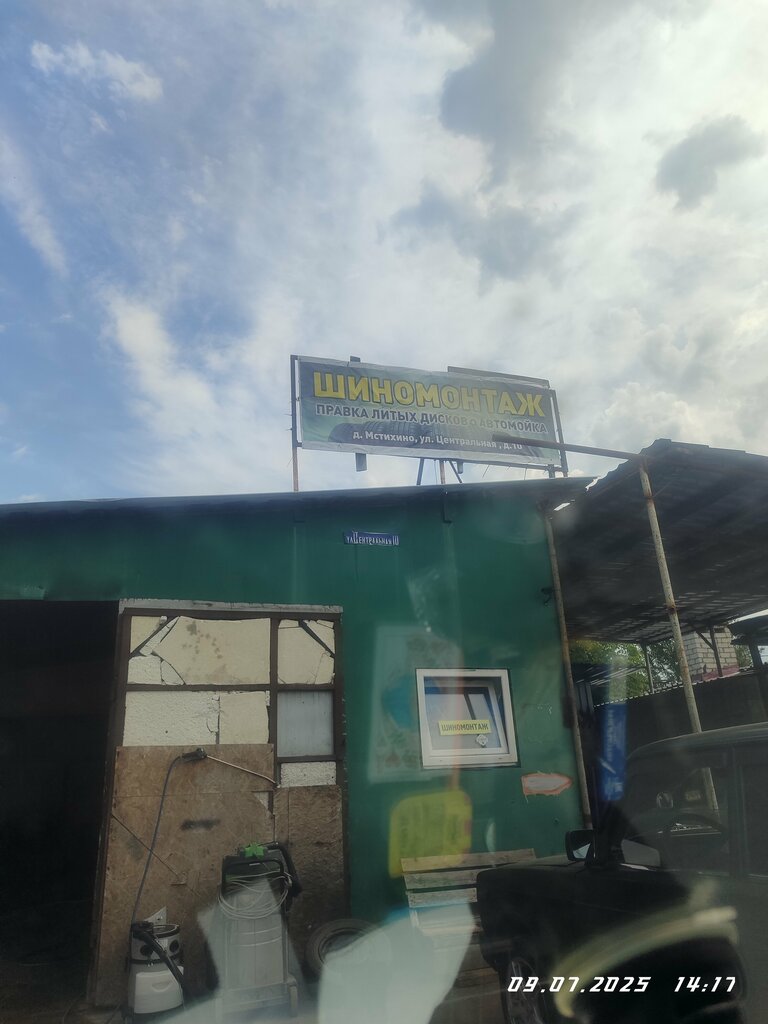 ШИНОМОНТАЖ
ПРАВКА ЛИТЫХ ДИСКОВ АВТОМОЙКА
д. Мстихино, ул. Центральная, д.10
ул.Центральная 10
ШИНОМОНТАЖ
09.07.2025 14:17